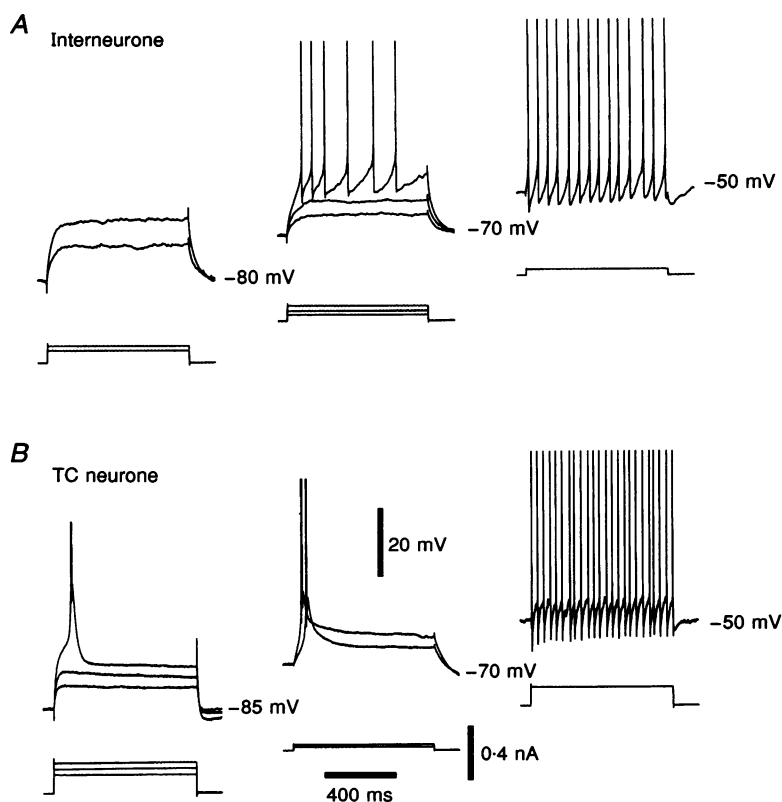 A
Interneurone
-50 mV
-70 mV
-80 mV
B
TC neurone
20 mV
-50 mV
-70 mV
-85 mV
0·4 nA
400 ms